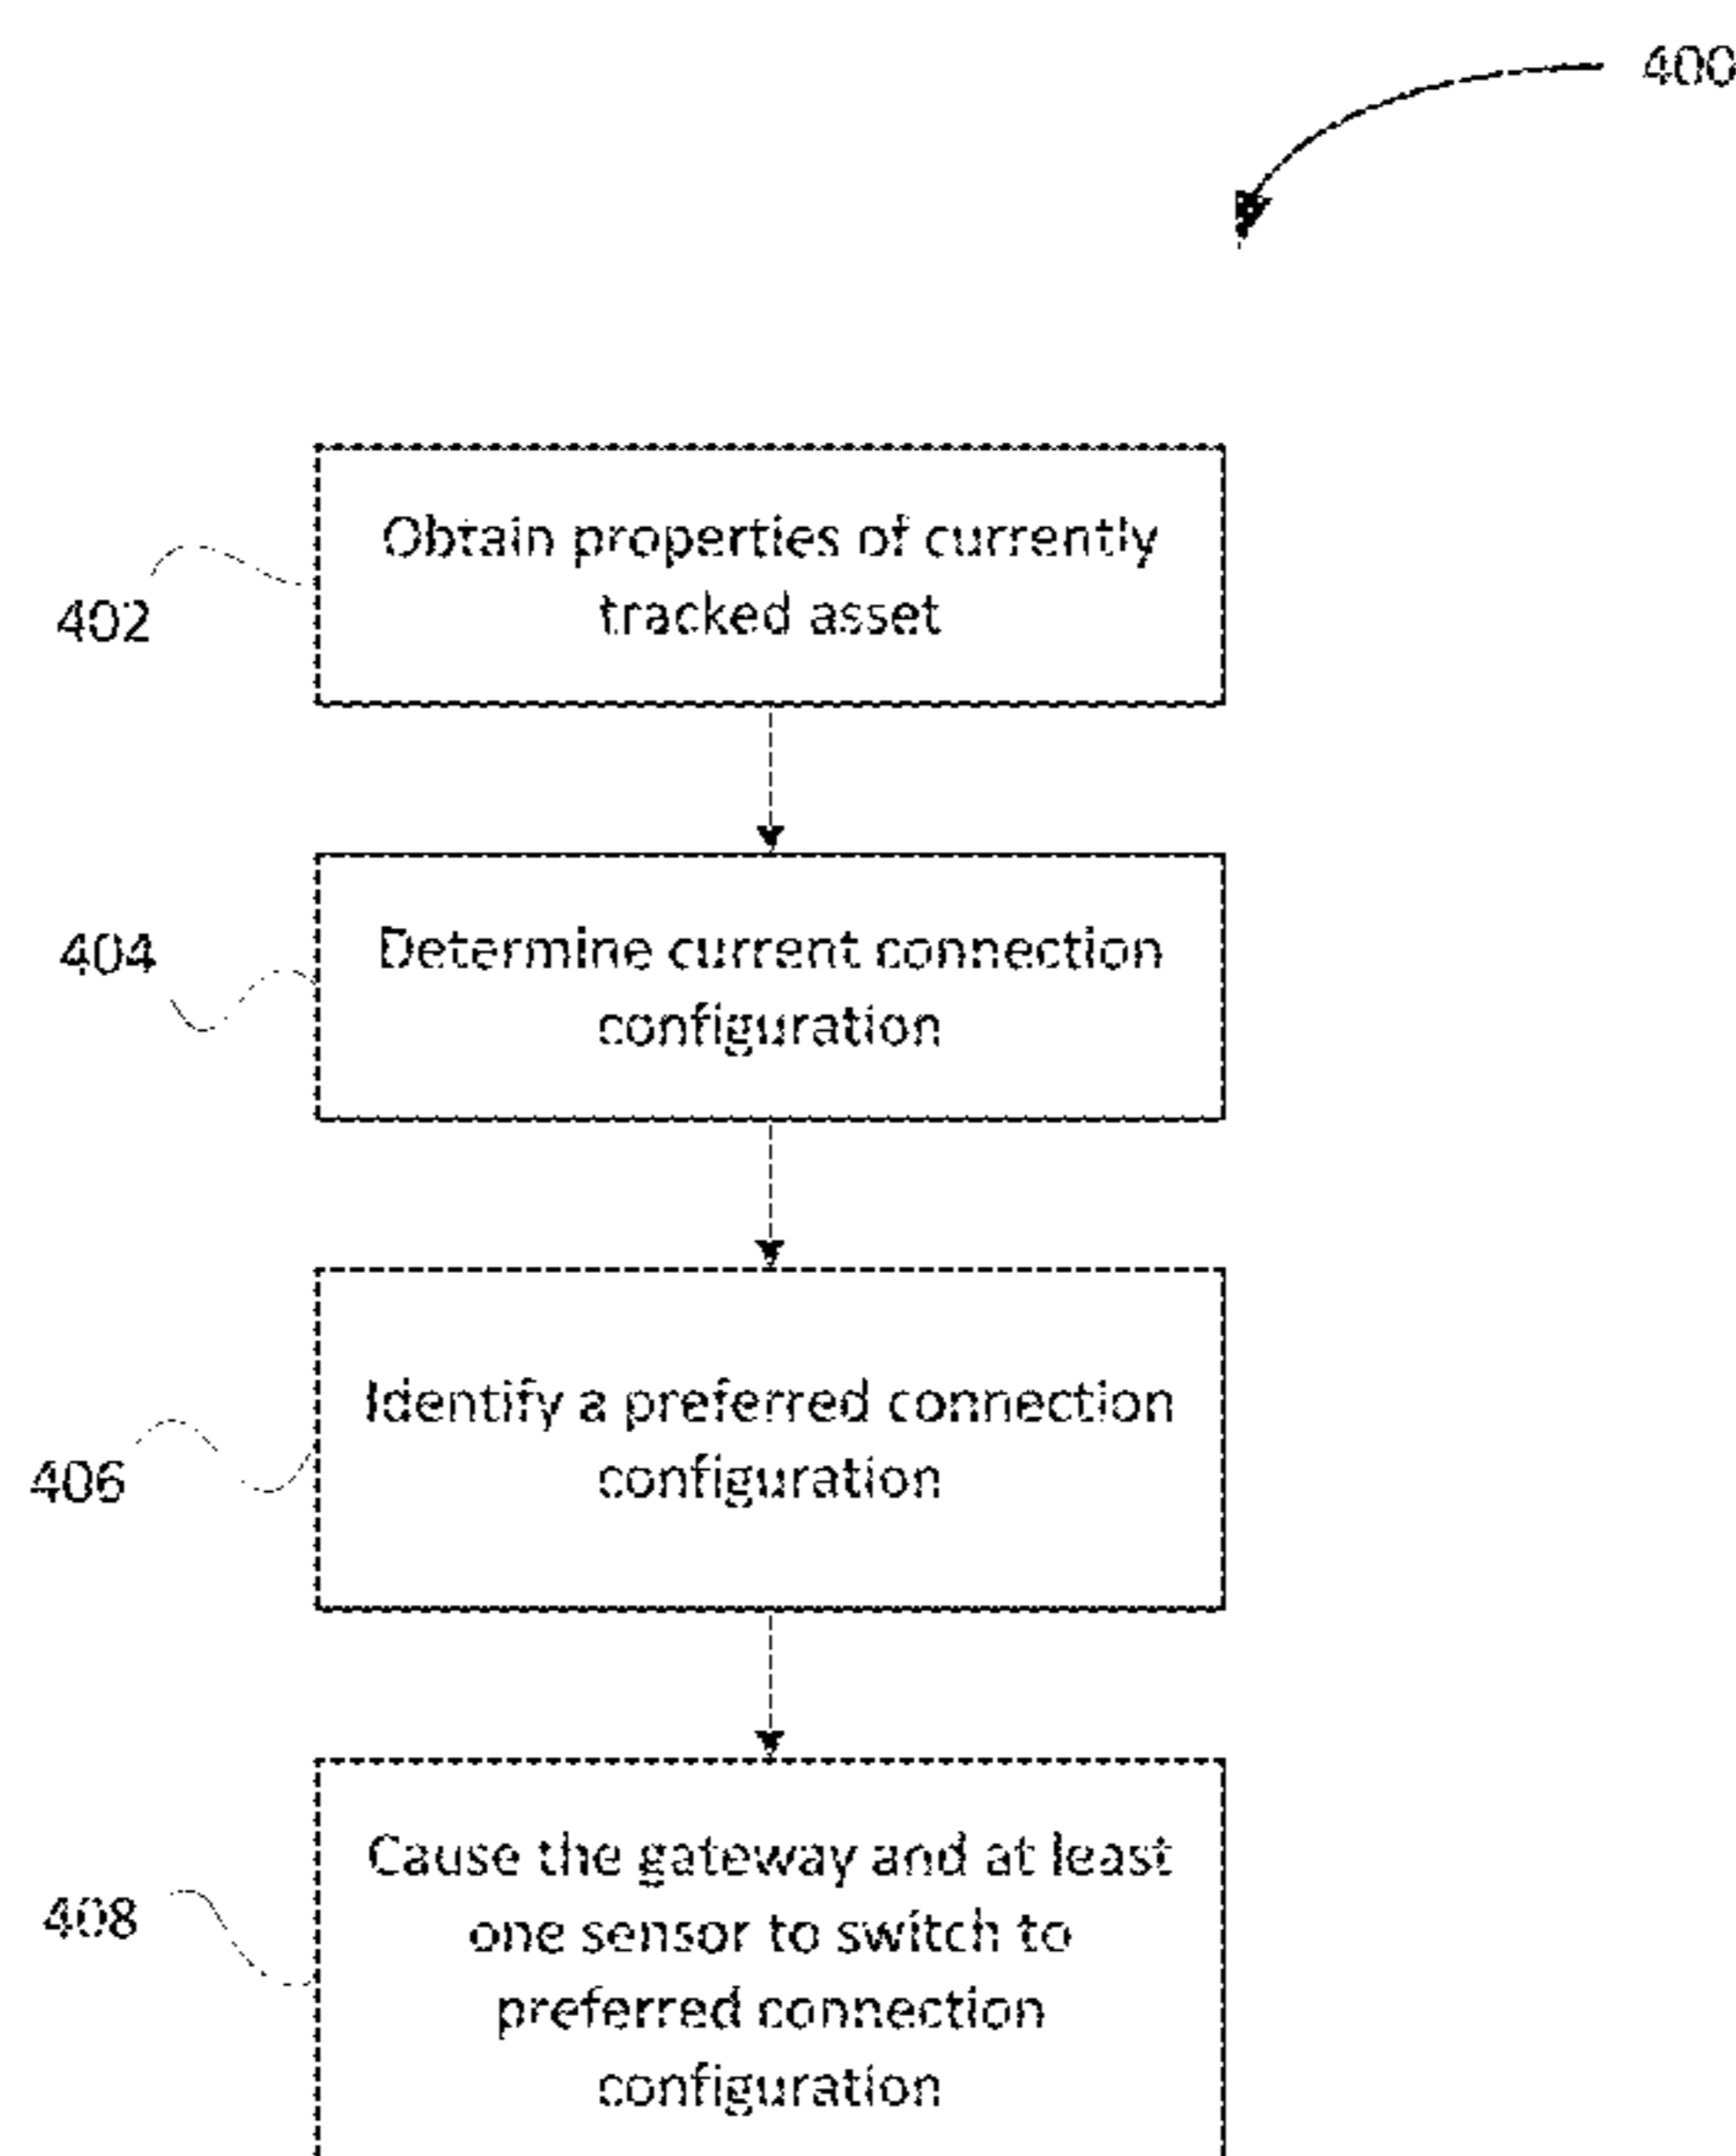 400
Obtain properties of currently
tracked asset
402
Determine current connection
configuration
404
Identify a preferred connection
configuration
406
Cause the gateway and at least
one sensor to switch to
preferred connection
configuration
408